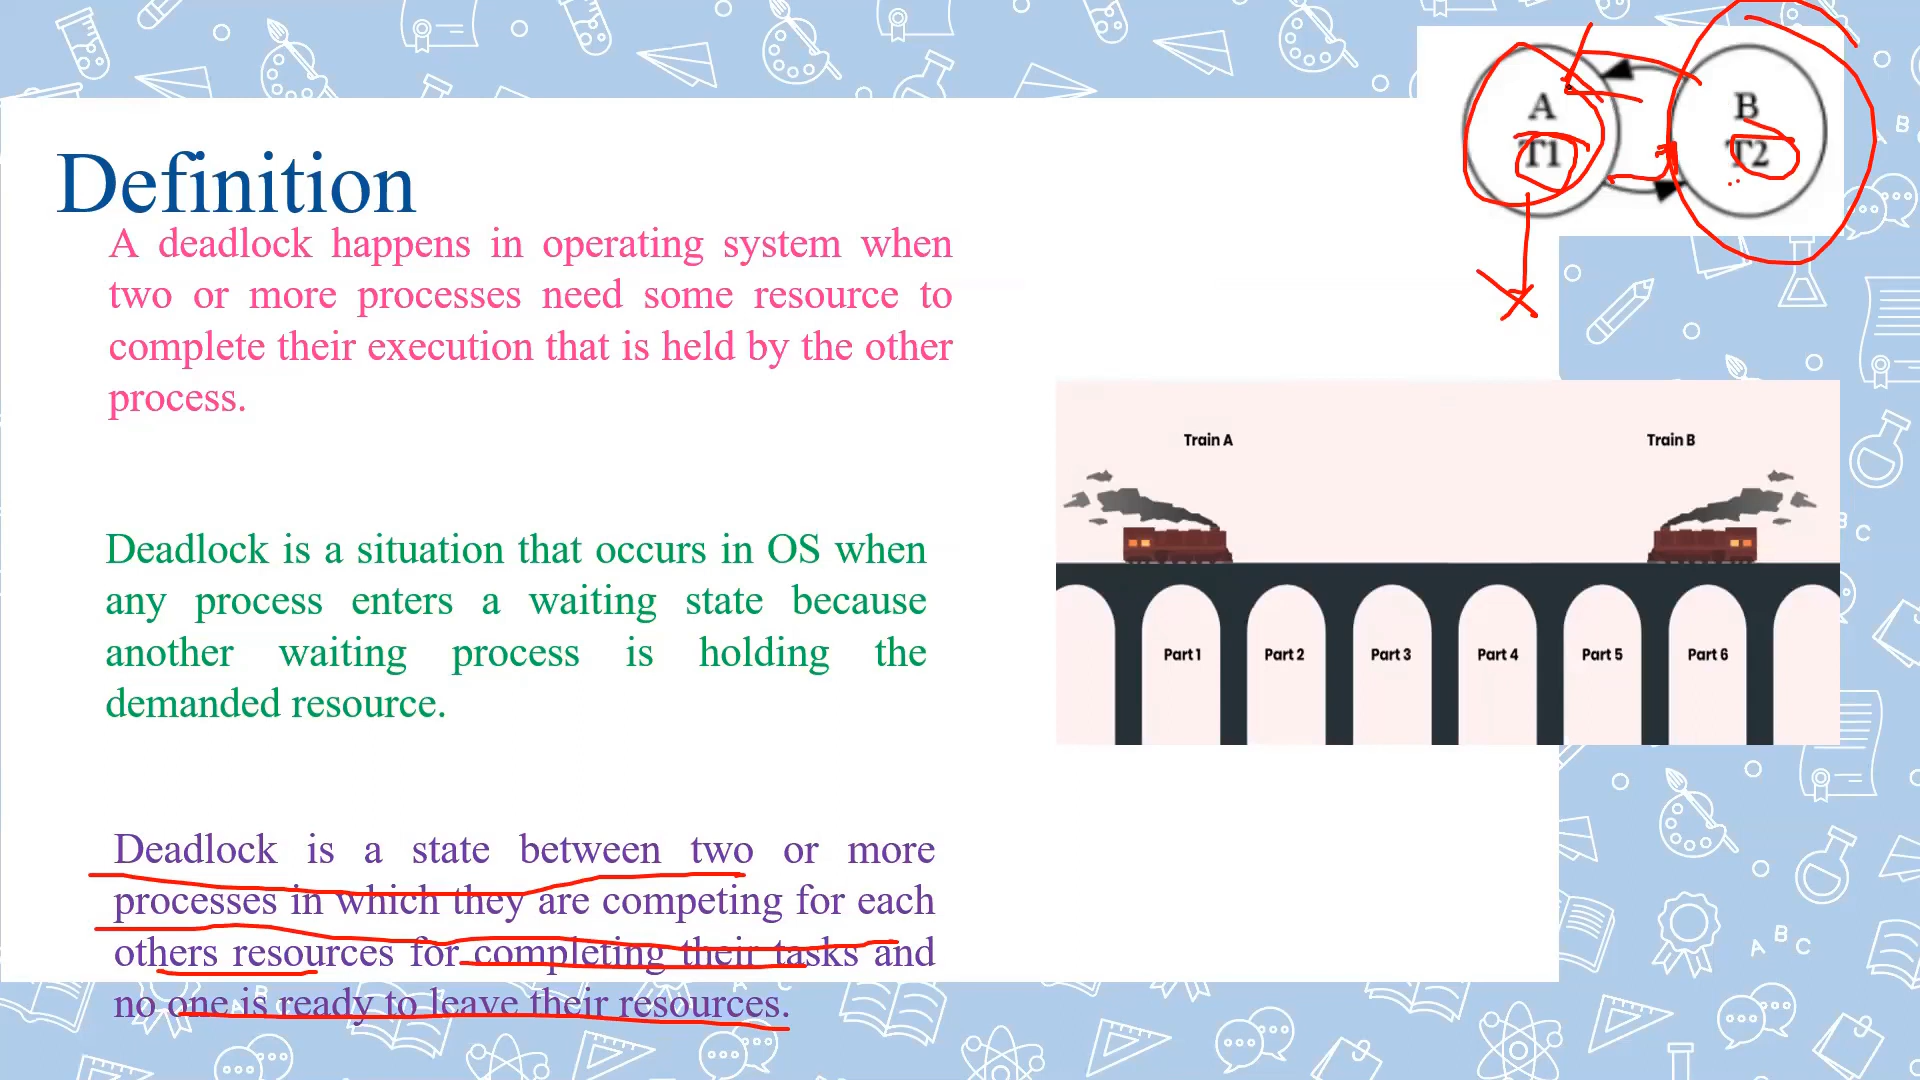 Definition
A deadlock happens in operating system when
two or more processes need some resource to
complete their execution that is held by the other
process.
Deadlock is a situation that occurs in OS when
any process enters a waiting state because
another waiting process is holding the
demanded resource.
Deadlock is a state between two or more
processes in which they are competing for each
others resources for completing their tasks and
no one is ready to leave their resources.
A
T1
B
T2
Train A
Train B
Part 1
Part 2
Part 3
Part 4
Part 5
Part 6
A B C